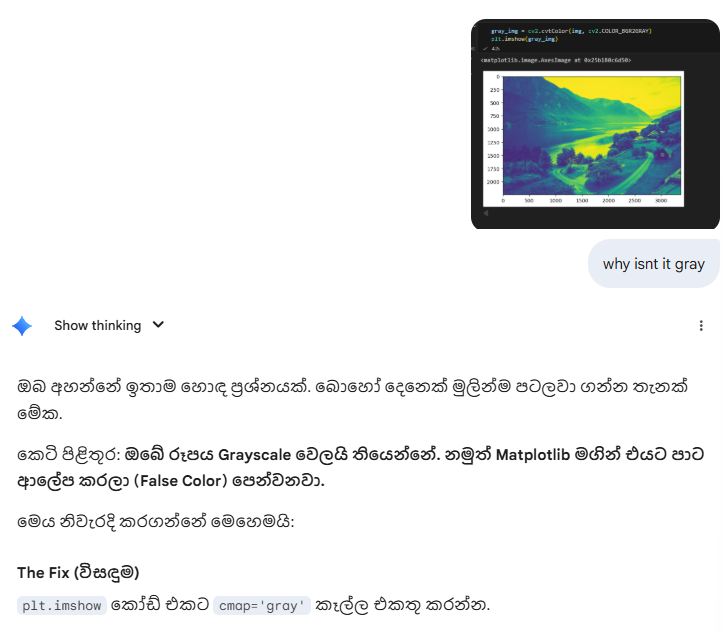 gray_img = cv2.cvtColor(img, cv2.COLOR_BGR2GRAY)
plt.imshow(gray_img)
<matplotlib.image.AxesImage at 0x25b180c6d50>
0
250
500
750
1000
1250
1500
1750
2000
0 500 1000 1500 2000 2500 3000
why isnt it gray
Show thinking
ඔබ අහන්නේ ඉතාම හොඳ ප්‍රශ්නයක්. බොහෝ දෙනෙක් මුලින්ම පටලවා ගන්න තැනක්
මේක.
කෙටි පිළිතුර: ඔබේ රූපය Grayscale වෙලයි තියෙන්නේ. නමුත් Matplotlib මගින් එයට පාට
ආලේප කරලා (False Color) පෙන්වනවා.
මෙය නිවැරදි කරගන්නේ මෙහෙමයි:
The Fix (විසඳුම)
plt.imshow කෝඩ් එකට cmap='gray' කෑල්ල එකතු කරන්න.